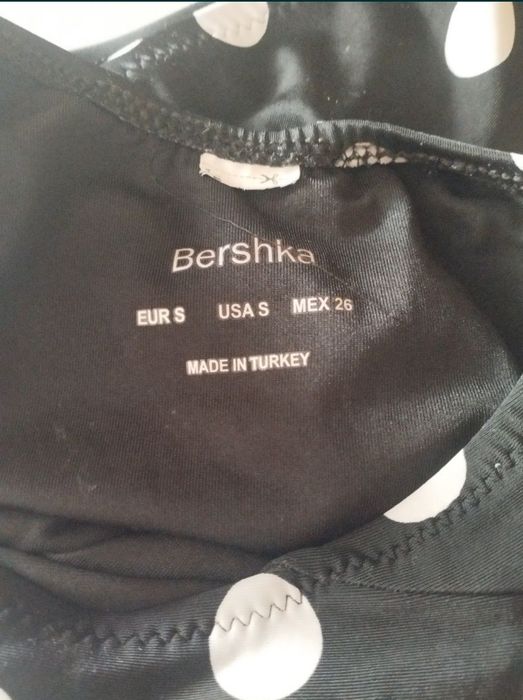 Bershka
EUR S USA S MEX 26
MADE IN TURKEY